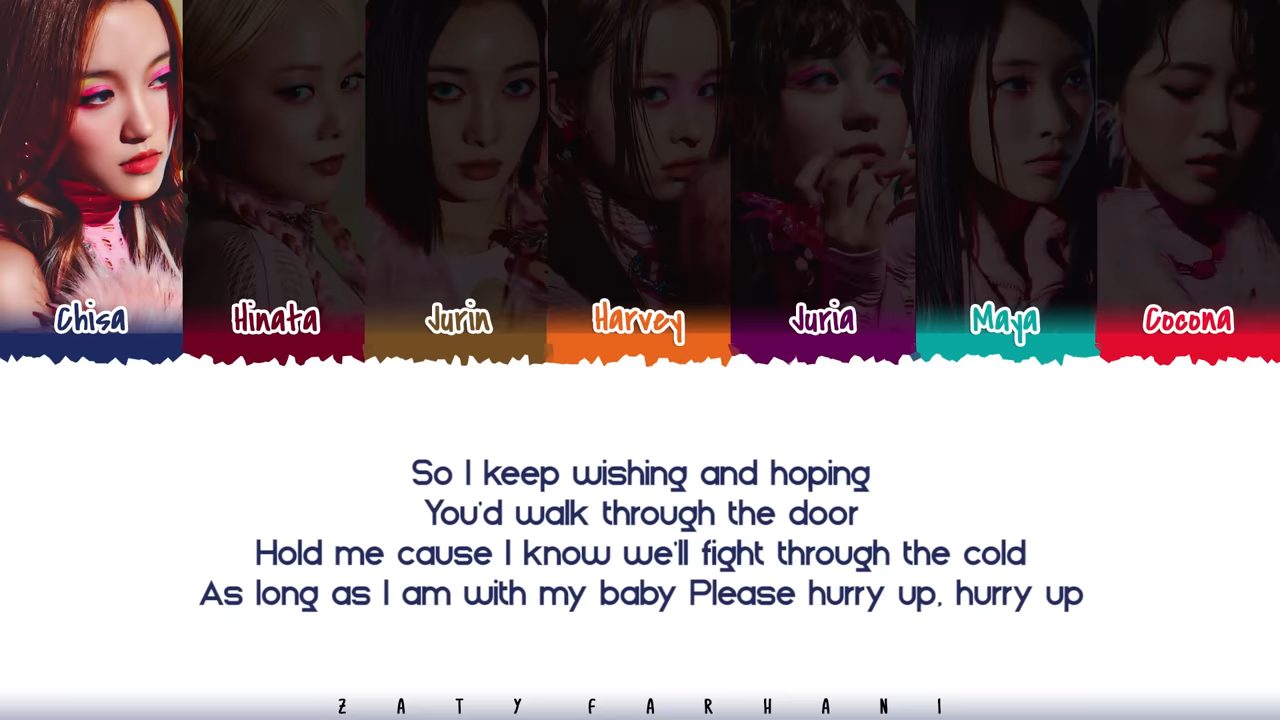 Chisa Hinata Jurin Harvey Juria Maya Cocona
So I keep wishing and hoping
You'd walk through the door
Hold me cause I know we'll fight through the cold
As long as I am with my baby Please hurry up, hurry up
ZATY FARHANI